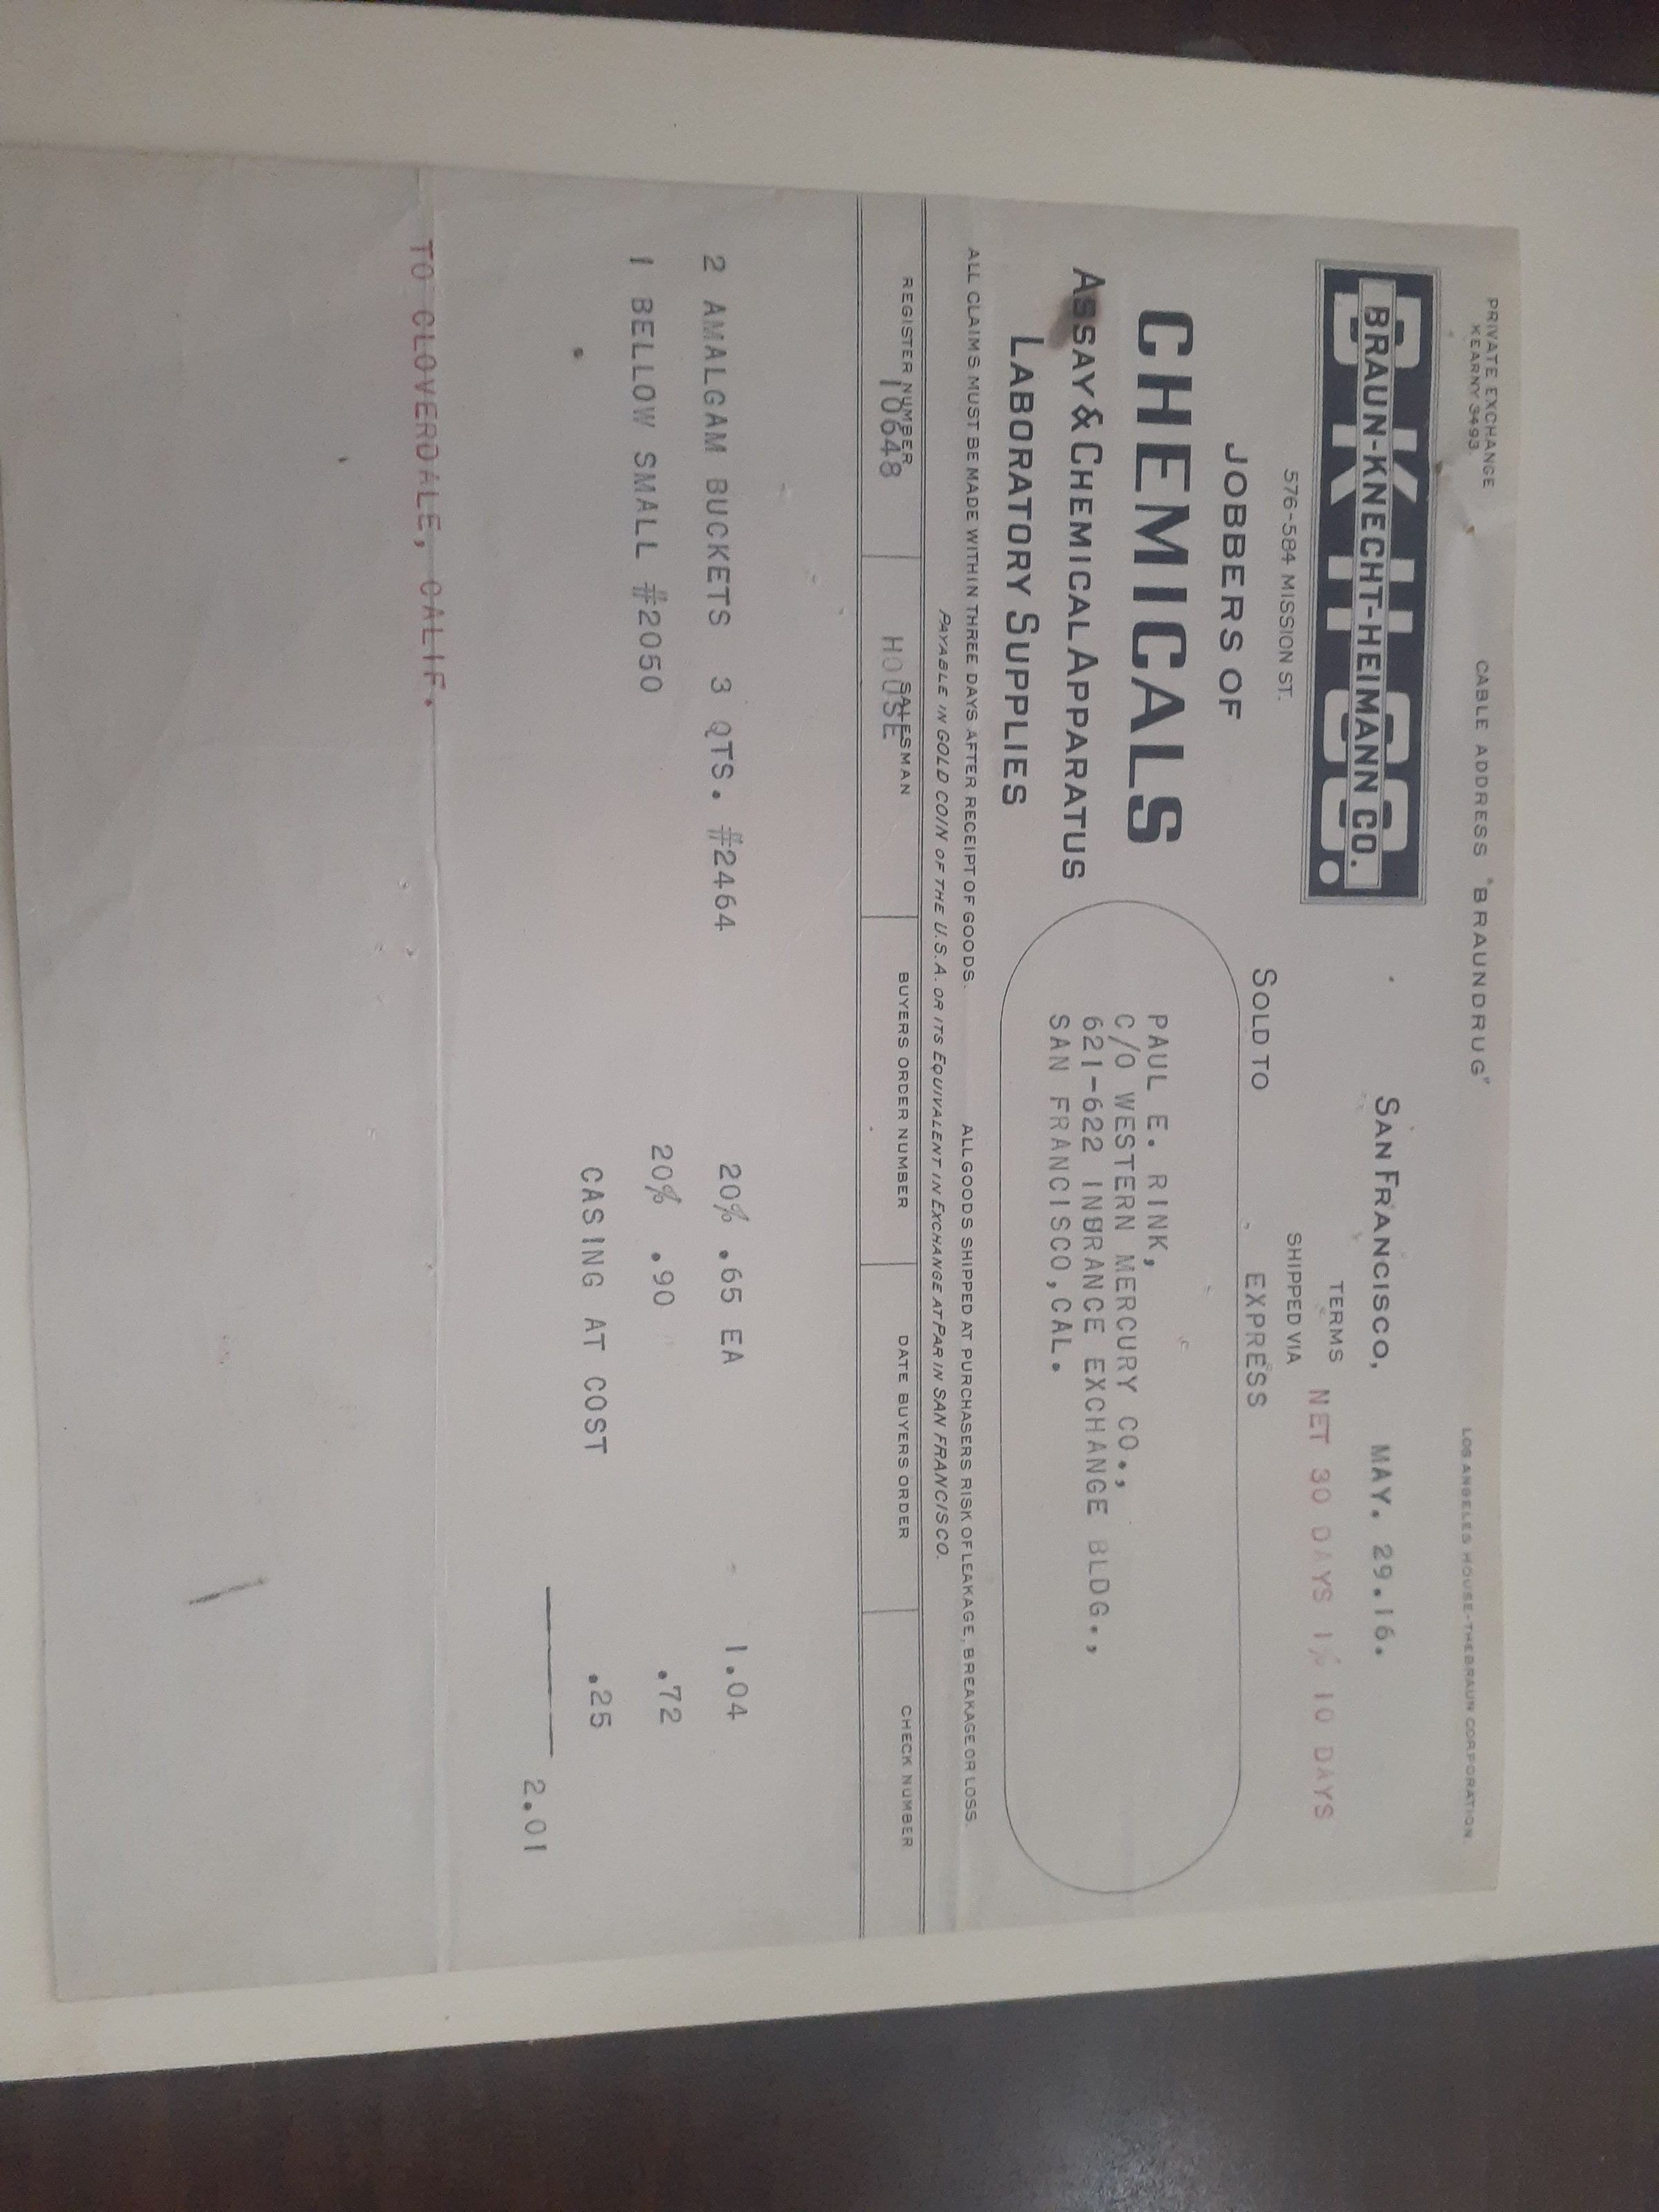 PRIVATE EXCHANGE
KEARNY 3493
CABLE ADDRESS "BRAUNDRUG"
LOS ANGELES HOUSE-THE BRAUN CORPORATION
B.K.H.CO.
BRAUN-KNECHT-HEIMANN CO.
576-584 MISSION ST.
SAN FRANCISCO, MAY. 29.16.
TERMS NET 30 DAYS 1% 10 DAYS
SHIPPED VIA
EXPRESS
JOBBERS OF
CHEMICALS
ASSAY & CHEMICAL APPARATUS
LABORATORY SUPPLIES
SOLD TO
PAUL E. RINK,
C/O WESTERN MERCURY CO.,
621-622 INBRANCE EXCHANGE BLDG.,
SAN FRANCISCO,CAL.
ALL CLAIMS MUST BE MADE WITHIN THREE DAYS AFTER RECEIPT OF GOODS. ALL GOODS SHIPPED AT PURCHASERS RISK OF LEAKAGE, BREAKAGE OR LOSS.
PAYABLE IN GOLD COIN OF THE U.S.A. OR ITS EQUIVALENT IN EXCHANGE AT PAR IN SAN FRANCISCO.
REGISTER NUMBER SALESMAN BUYERS ORDER NUMBER DATE BUYERS ORDER CHECK NUMBER
10648 HOUSE
2 AMALGAM BUCKETS 3 QTS. #2464 20% .65 EA 1.04
1 BELLOW SMALL #2050 20% .90 .72
CASING AT COST .25
2.01
TO CLOVERDALE, CALIF.